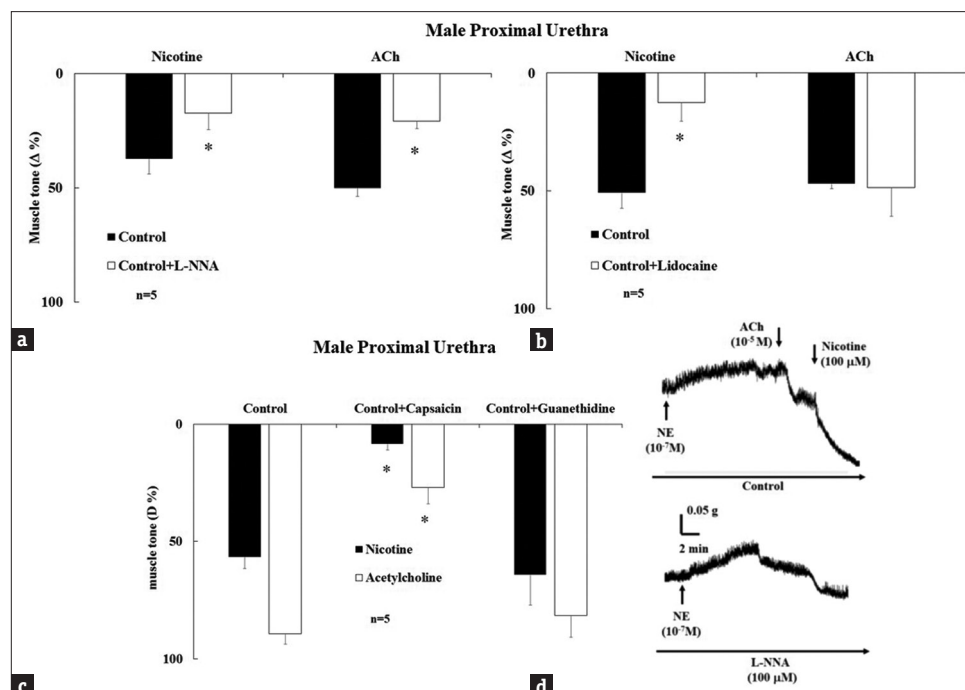 Male Proximal Urethra
Nicotine ACh
0
50
100
Muscle tone (Δ %)
Control
Control+L-NNA
n=5
*
*
a
Nicotine ACh
0
50
100
Muscle tone (Δ %)
Control
Control+Lidocaine
n=5
*
b
Male Proximal Urethra
Control Control+Capsaicin Control+Guanethidine
0
50
100
muscle tone (D %)
Nicotine
Acetylcholine
n=5
*
*
c
ACh
(10⁻⁵ M)
Nicotine
(100 µM)
NE
(10⁻⁷M)
Control
0.05 g
2 min
NE
(10⁻⁷M)
L-NNA
(100 µM)
d